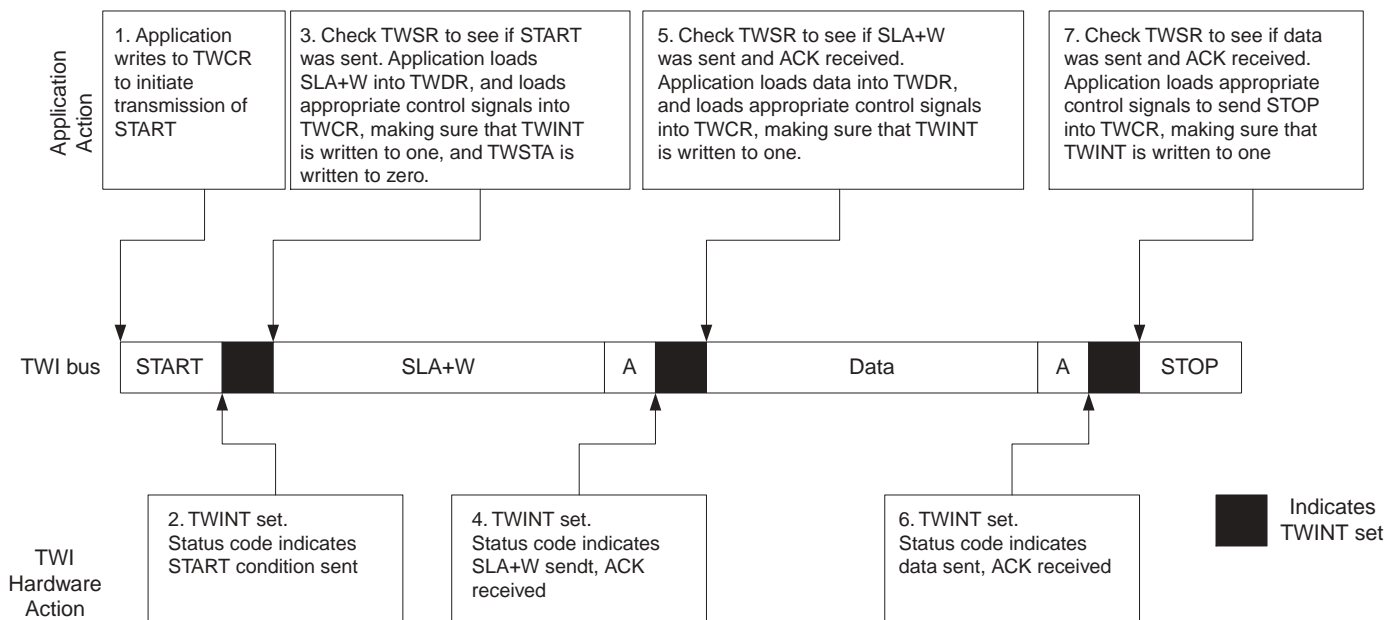 Application
Action
1. Application
writes to TWCR
to initiate
transmission of
START
3. Check TWSR to see if START
was sent. Application loads
SLA+W into TWDR, and loads
appropriate control signals into
TWCR, making sure that TWINT
is written to one, and TWSTA is
written to zero.
5. Check TWSR to see if SLA+W
was sent and ACK received.
Application loads data into TWDR,
and loads appropriate control signals
into TWCR, making sure that TWINT
is written to one.
7. Check TWSR to see if data
was sent and ACK received.
Application loads appropriate
control signals to send STOP
into TWCR, making sure that
TWINT is written to one
TWI bus
START
SLA+W
A
Data
A
STOP
TWI
Hardware
Action
2. TWINT set.
Status code indicates
START condition sent
4. TWINT set.
Status code indicates
SLA+W sendt, ACK
received
6. TWINT set.
Status code indicates
data sent, ACK received
Indicates
TWINT set